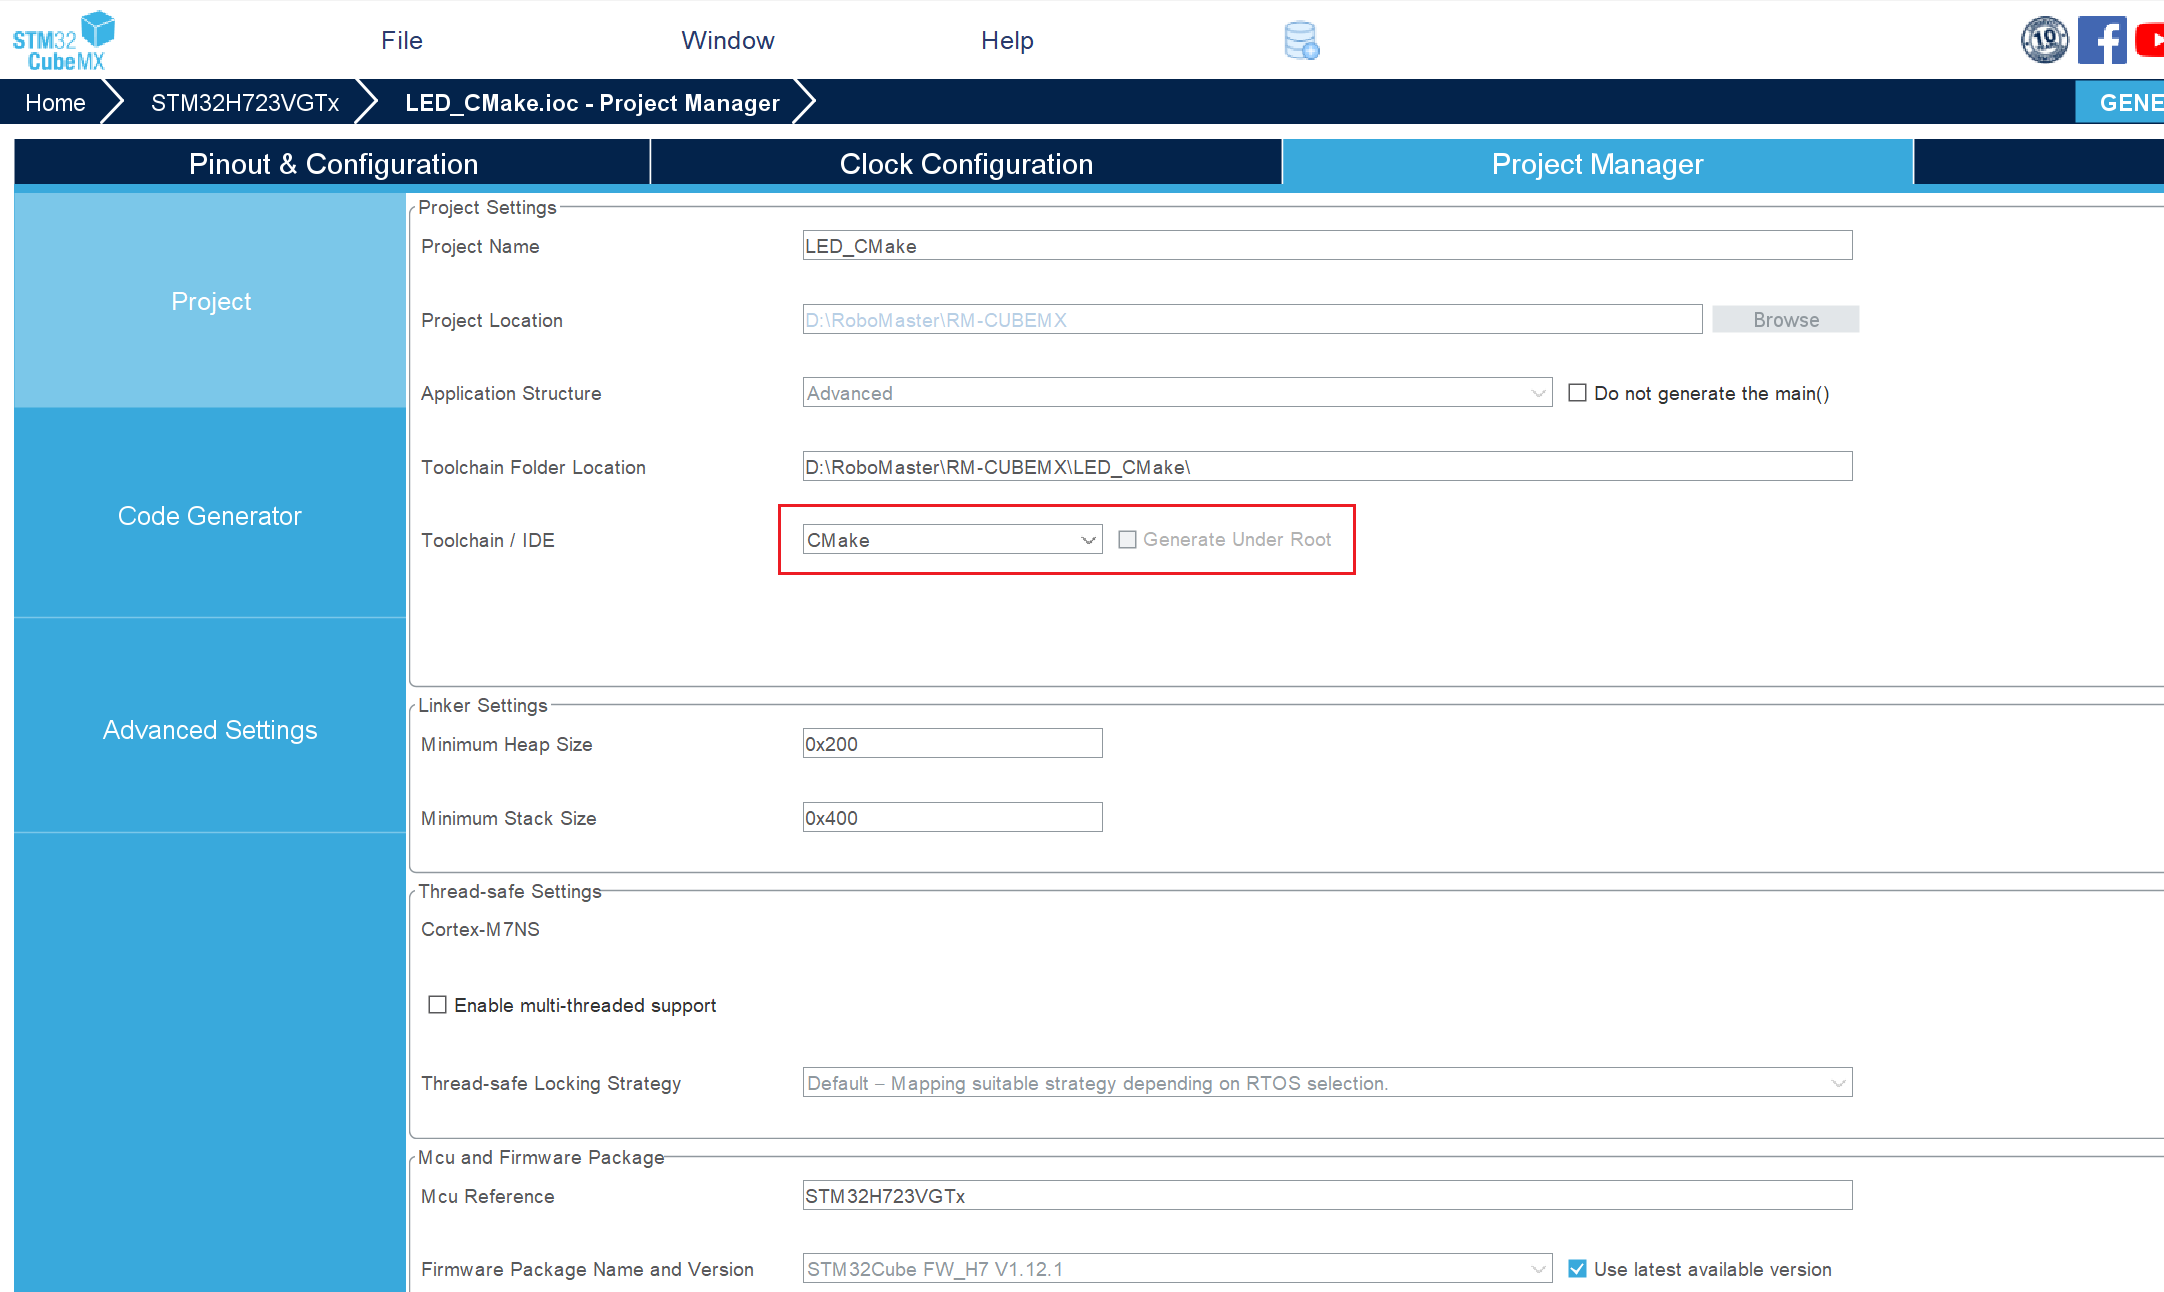 STM32
CubeMX
File
Window
Help
10
Home
STM32H723VGTx
LED_CMake.ioc - Project Manager
GENE
Pinout & Configuration
Clock Configuration
Project Manager
Project
Code Generator
Advanced Settings
Project Settings
Project Name
LED_CMake
Project Location
D:\RoboMaster\RM-CUBEMX
Browse
Application Structure
Advanced
Do not generate the main()
Toolchain Folder Location
D:\RoboMaster\RM-CUBEMX\LED_CMake\
Toolchain / IDE
CMake
Generate Under Root
Linker Settings
Minimum Heap Size
0x200
Minimum Stack Size
0x400
Thread-safe Settings
Cortex-M7NS
Enable multi-threaded support
Thread-safe Locking Strategy
Default – Mapping suitable strategy depending on RTOS selection.
Mcu and Firmware Package
Mcu Reference
STM32H723VGTx
Firmware Package Name and Version
STM32Cube FW_H7 V1.12.1
Use latest available version